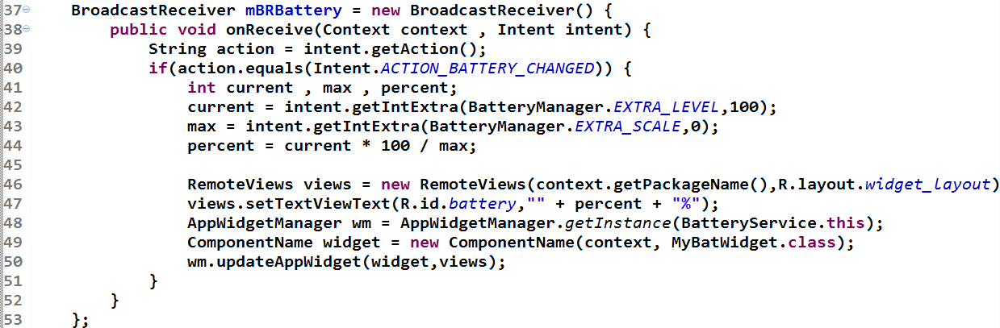 37 BroadcastReceiver mBRBattery = new BroadcastReceiver() {
38 public void onReceive(Context context , Intent intent) {
39 String action = intent.getAction();
40 if(action.equals(Intent.ACTION_BATTERY_CHANGED)) {
41 int current , max , percent;
42 current = intent.getIntExtra(BatteryManager.EXTRA_LEVEL,100);
43 max = intent.getIntExtra(BatteryManager.EXTRA_SCALE,0);
44 percent = current * 100 / max;
45
46 RemoteViews views = new RemoteViews(context.getPackageName(),R.layout.widget_layout)
47 views.setTextViewText(R.id.battery,"" + percent + "%");
48 AppWidgetManager wm = AppWidgetManager.getInstance(BatteryService.this);
49 ComponentName widget = new ComponentName(context, MyBatWidget.class);
50 wm.updateAppWidget(widget,views);
51 }
52 }
53 };